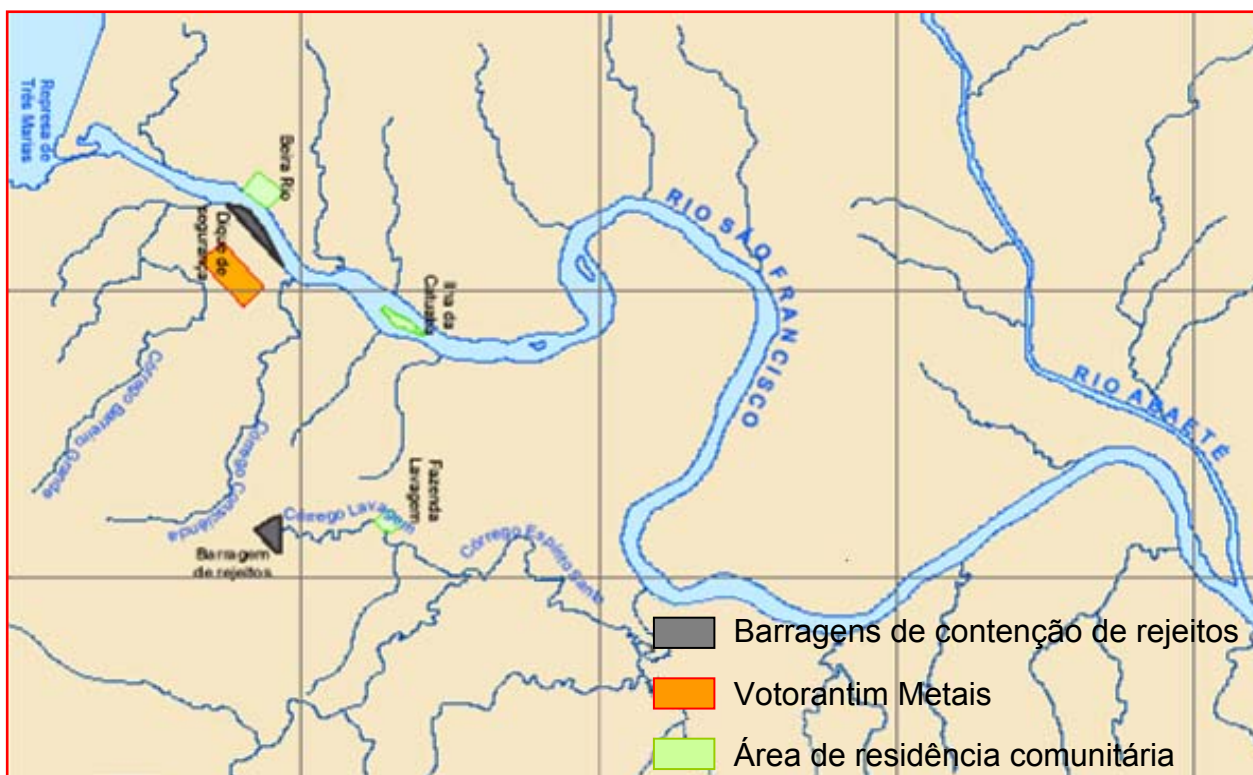 Represa de
Três Marias
Beira Rio
Dique de
segurança
Ilha da
Catuaba
RIO SÃO FRANCISCO
RIO ABAETÉ
Córrego Barreiro Grande
Córrego Consciência
Fazenda
Lavagem
Córrego Lavagem
Córrego Espírito Santo
Barragem
de rejeitos
Barragens de contenção de rejeitos
Votorantim Metais
Área de residência comunitária